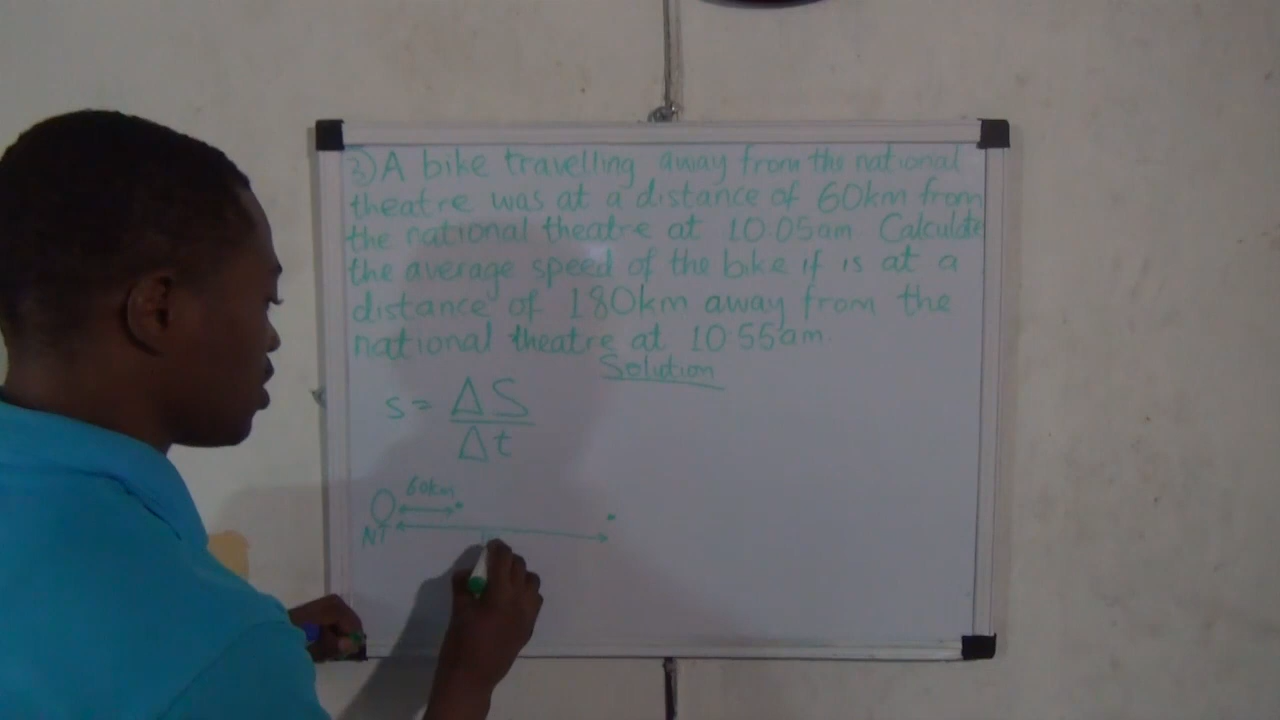 3) A bike travelling away from the national
theatre was at a distance of 60km from
the national theatre at 10.05am Calculate
the average speed of the bike if is at a
distance of 180km away from the
national theatre at 10:55am.
Solution
s = ΔS
Δt
60km
NT